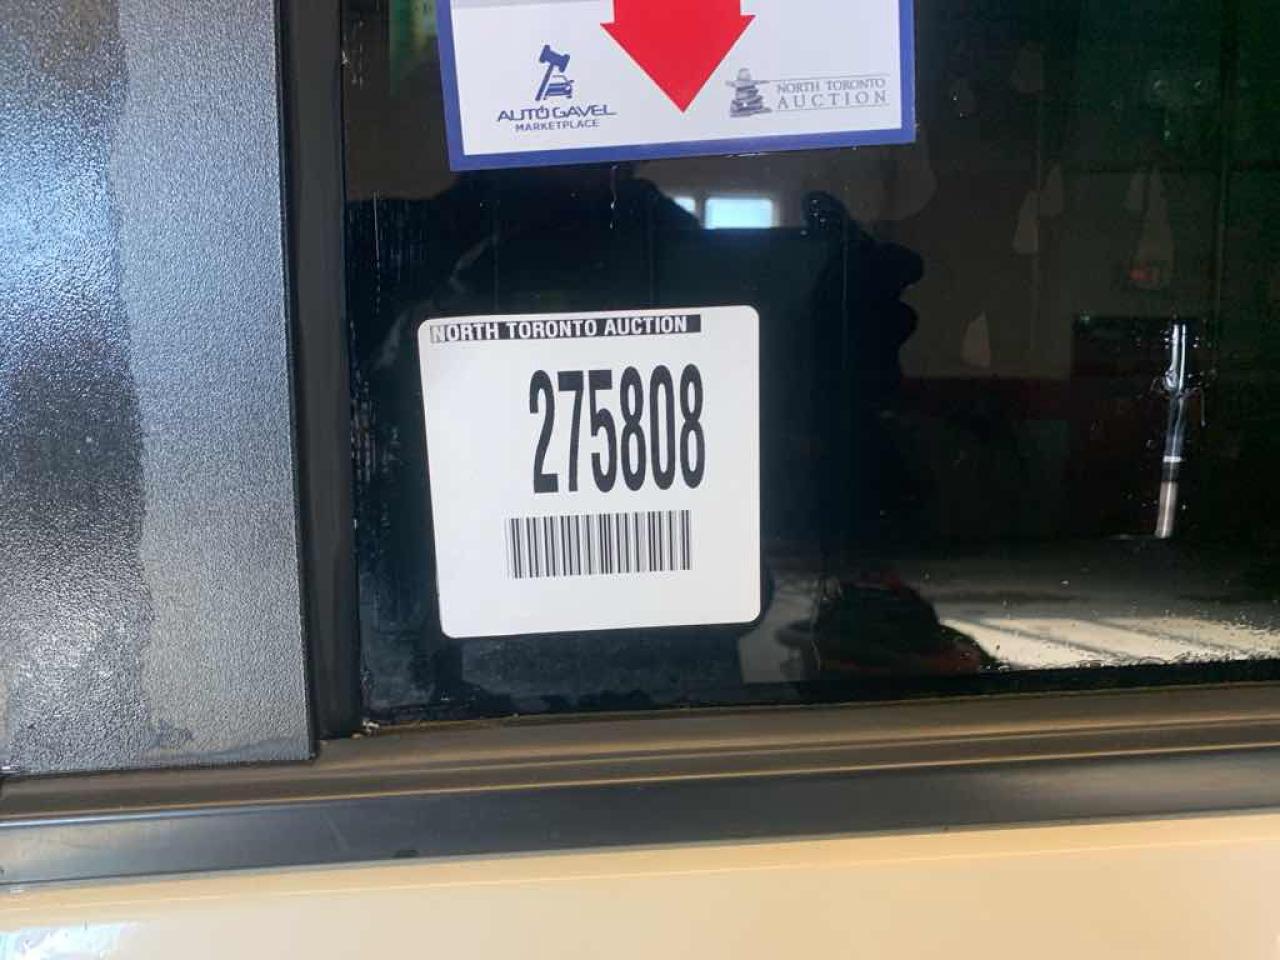 AUTO GAVEL
MARKETPLACE
NORTH TORONTO
AUCTION
NORTH TORONTO AUCTION
275808